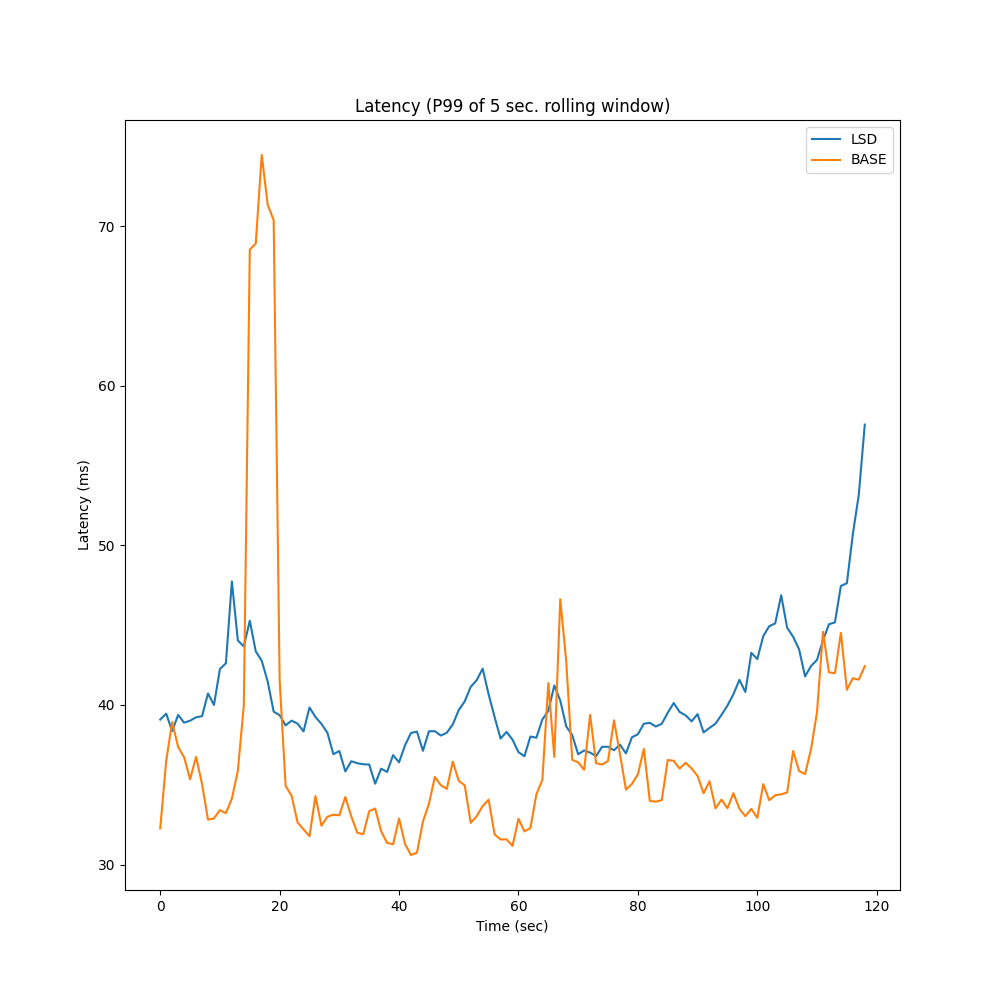 Latency (P99 of 5 sec. rolling window)
LSD
BASE
Latency (ms)
70
60
50
40
30
0 20 40 60 80 100 120
Time (sec)